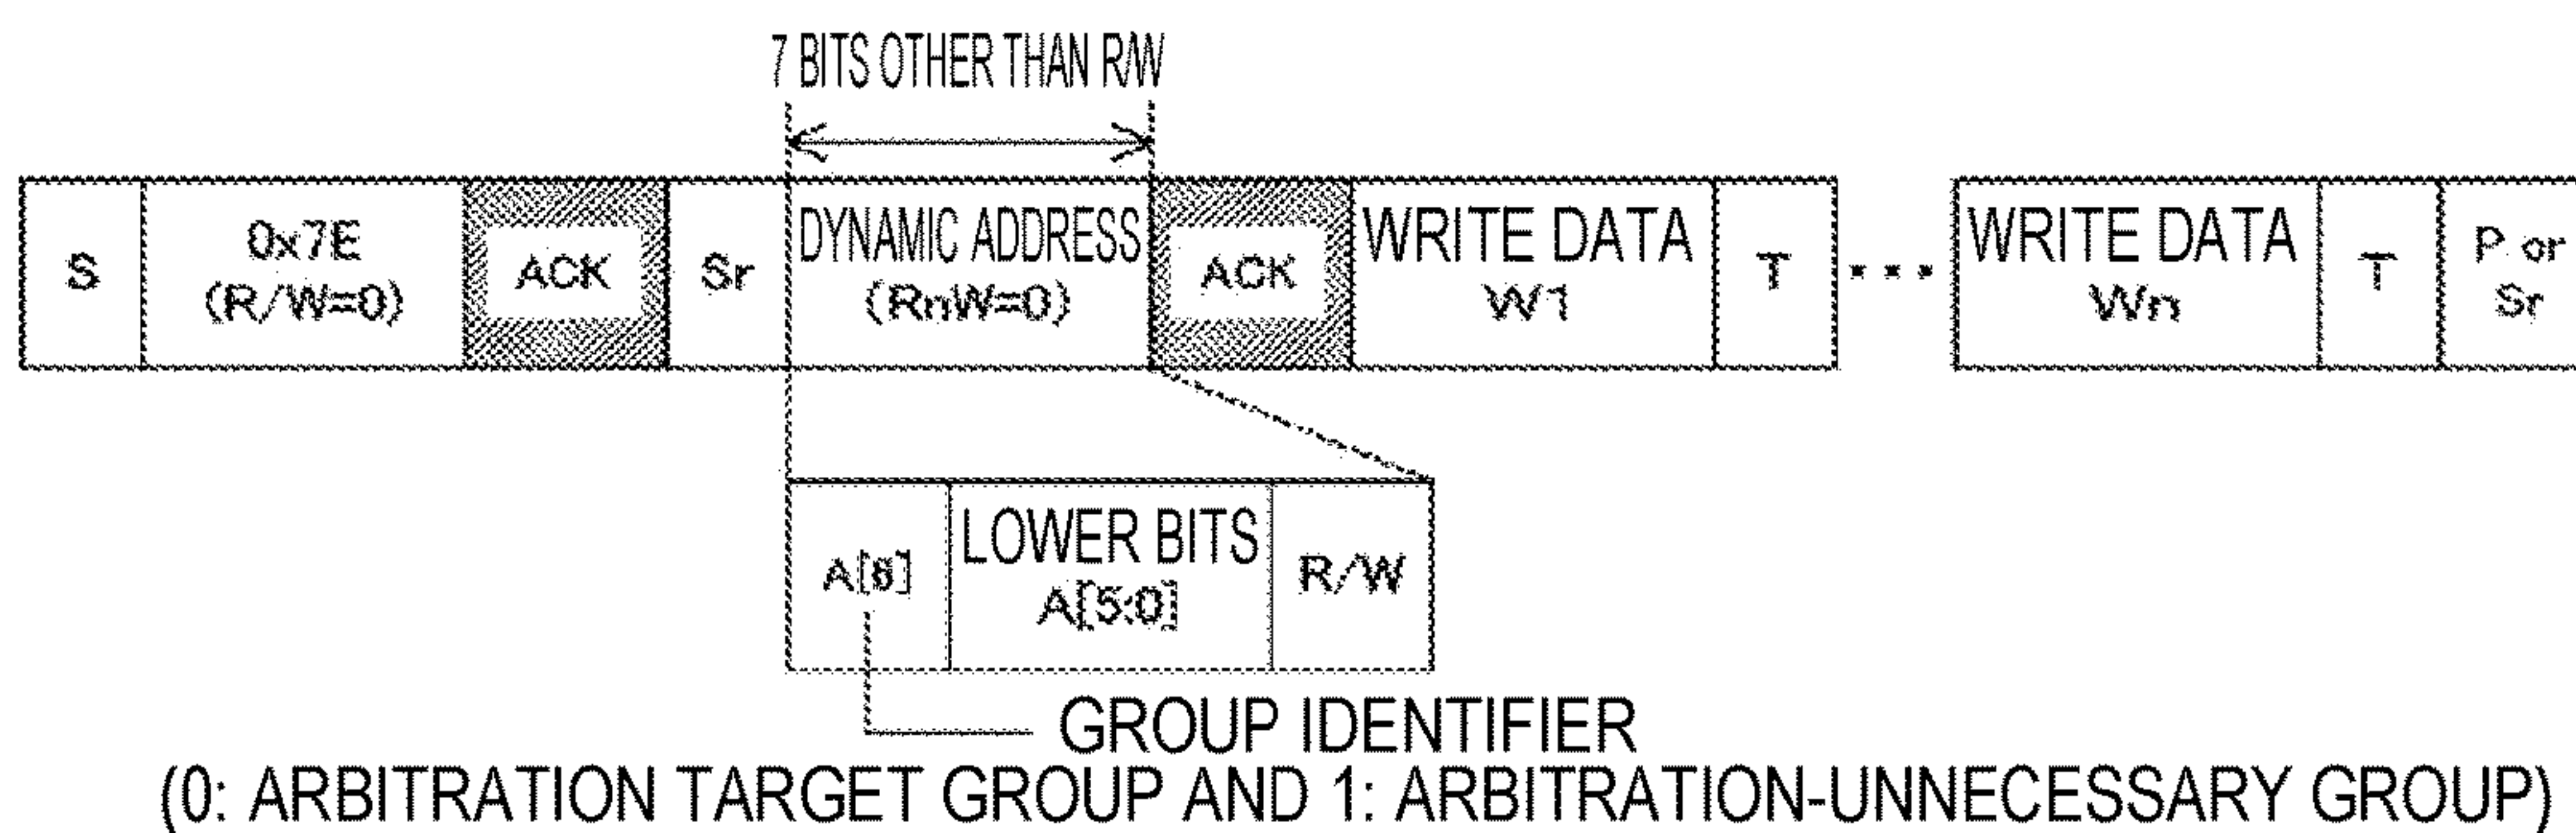 7 BITS OTHER THAN R/W
S
0x7E
(R/W=0)
ACK
Sr
DYNAMIC ADDRESS
(RnW=0)
ACK
WRITE DATA
W1
T
...
WRITE DATA
Wn
T
P or
Sr
A[6]
LOWER BITS
A[5:0]
R/W
GROUP IDENTIFIER
(0: ARBITRATION TARGET GROUP AND 1: ARBITRATION-UNNECESSARY GROUP)